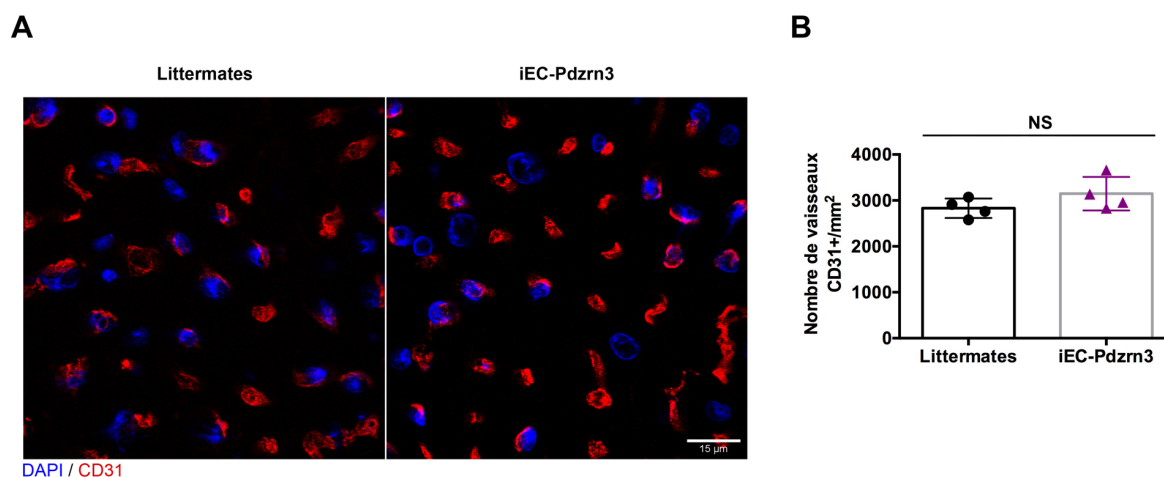 A
B
Littermates
iEC-Pdzrn3
15 µm
DAPI / CD31
NS
Nombre de vaisseaux
CD31+/mm2
4000
3000
2000
1000
0
Littermates
iEC-Pdzrn3